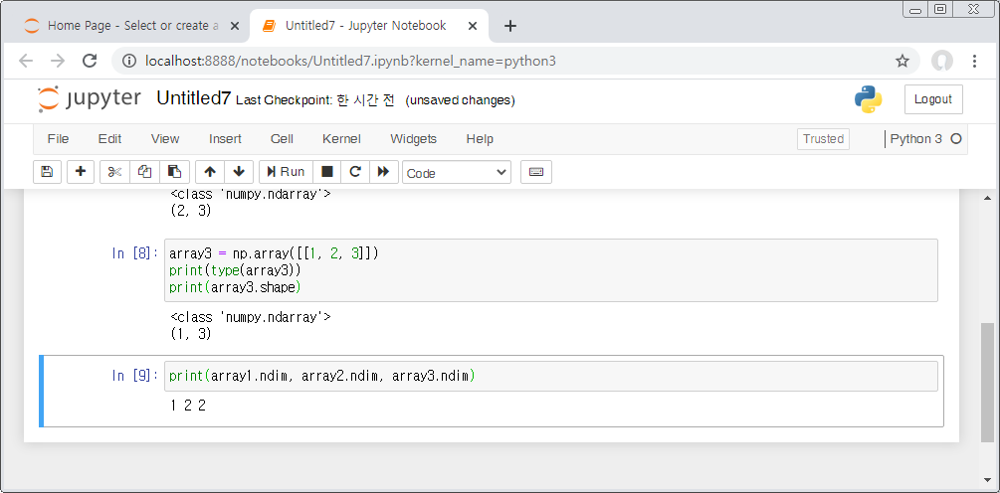 Home Page - Select or create a
Untitled7 - Jupyter Notebook
localhost:8888/notebooks/Untitled7.ipynb?kernel_name=python3
jupyter Untitled7 Last Checkpoint: 한 시간 전 (unsaved changes)
Logout
File Edit View Insert Cell Kernel Widgets Help
Trusted
Python 3
Run
Code
<class 'numpy.ndarray'>
(2, 3)
In [8]: array3 = np.array([[1, 2, 3]])
print(type(array3))
print(array3.shape)
<class 'numpy.ndarray'>
(1, 3)
In [9]: print(array1.ndim, array2.ndim, array3.ndim)
1 2 2